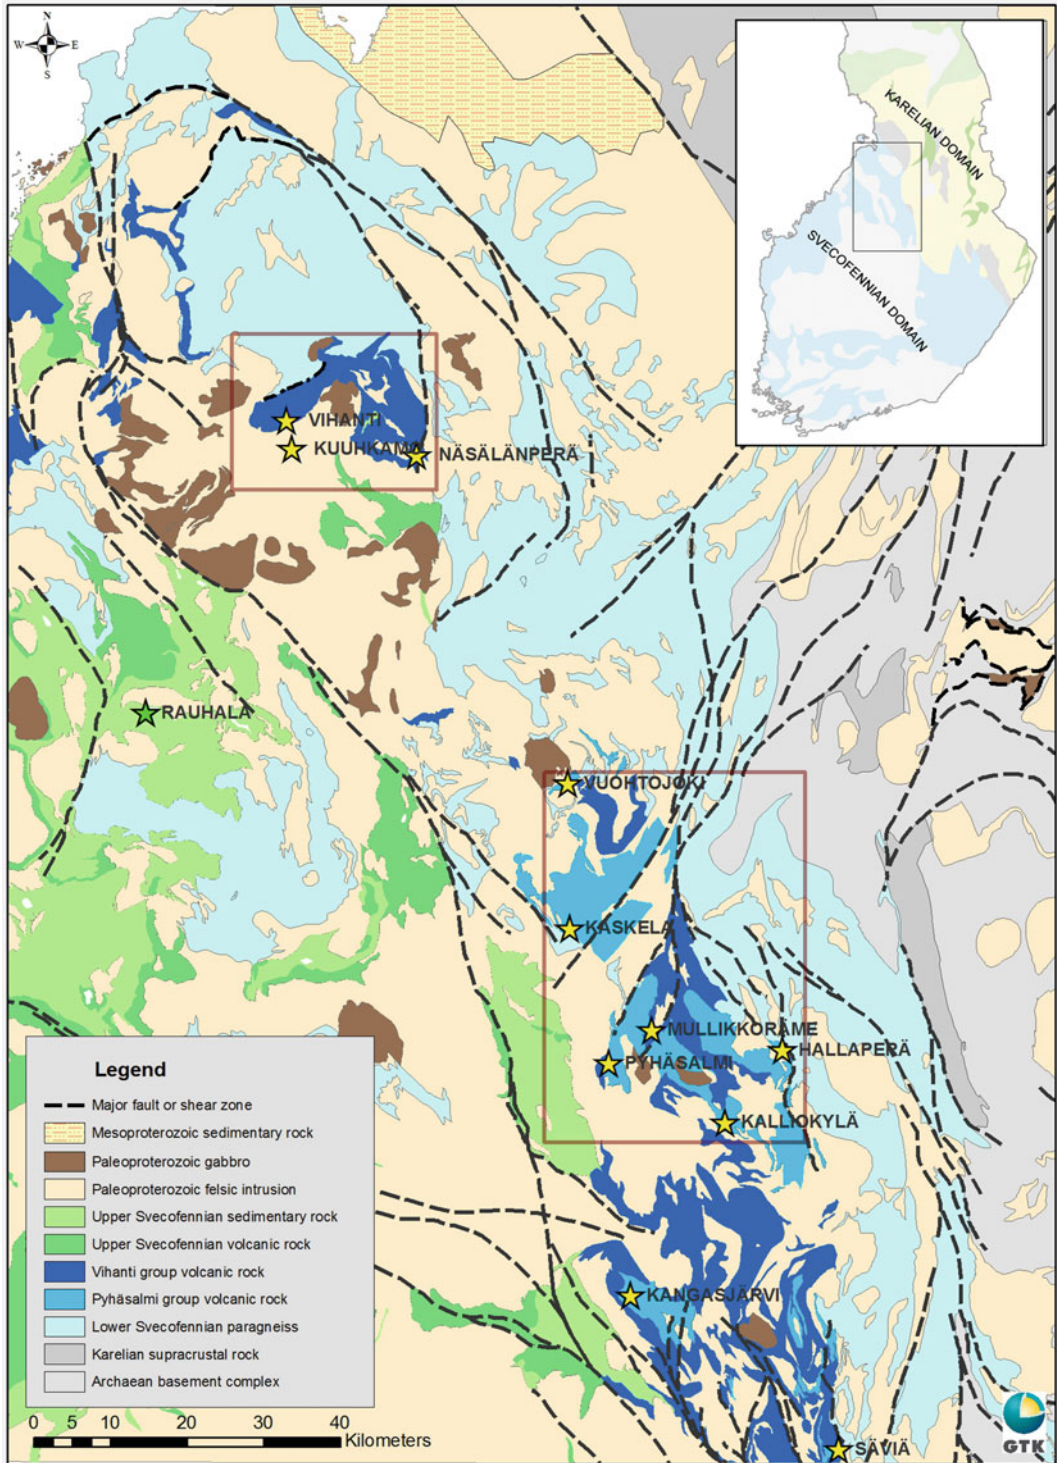 N
W E
S
KARELIAN DOMAIN
SVECOFENNIAN DOMAIN
VIHANTI
KUUHKAMO
NÄSÄLÄNPERÄ
RAUHALA
VUOHTOJOKI
KASKELA
MULLIKKORÄME
HALLAPERÄ
PYHÄSALMI
KALLIOKYLÄ
KANGASJÄRVI
SÄVIÄ
Legend
Major fault or shear zone
Mesoproterozoic sedimentary rock
Paleoproterozoic gabbro
Paleoproterozoic felsic intrusion
Upper Svecofennian sedimentary rock
Upper Svecofennian volcanic rock
Vihanti group volcanic rock
Pyhäsalmi group volcanic rock
Lower Svecofennian paragneiss
Karelian supracrustal rock
Archaean basement complex
0 5 10 20 30 40
Kilometers
GTK